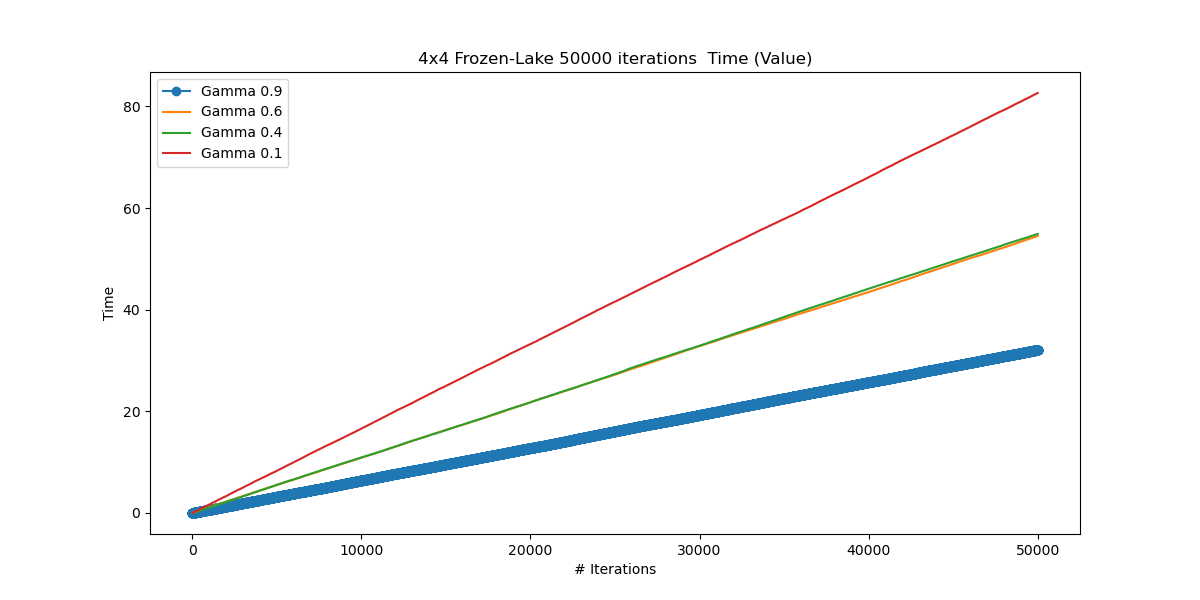 4x4 Frozen-Lake 50000 iterations  Time (Value)
Gamma 0.9
Gamma 0.6
Gamma 0.4
Gamma 0.1
80
60
40
20
0
Time
0 10000 20000 30000 40000 50000
# Iterations